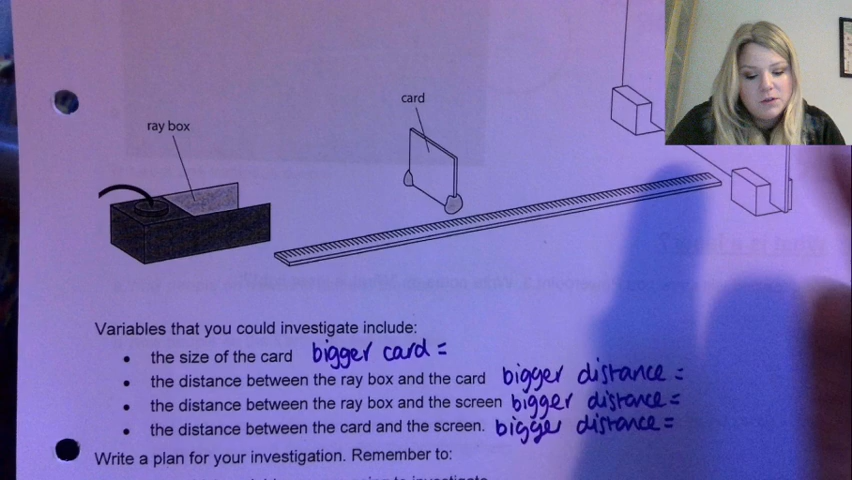 card
ray box
Variables that you could investigate include:
• the size of the card bigger card =
• the distance between the ray box and the card bigger distance =
• the distance between the ray box and the screen bigger distance =
• the distance between the card and the screen. bigger distance =
Write a plan for your investigation. Remember to: